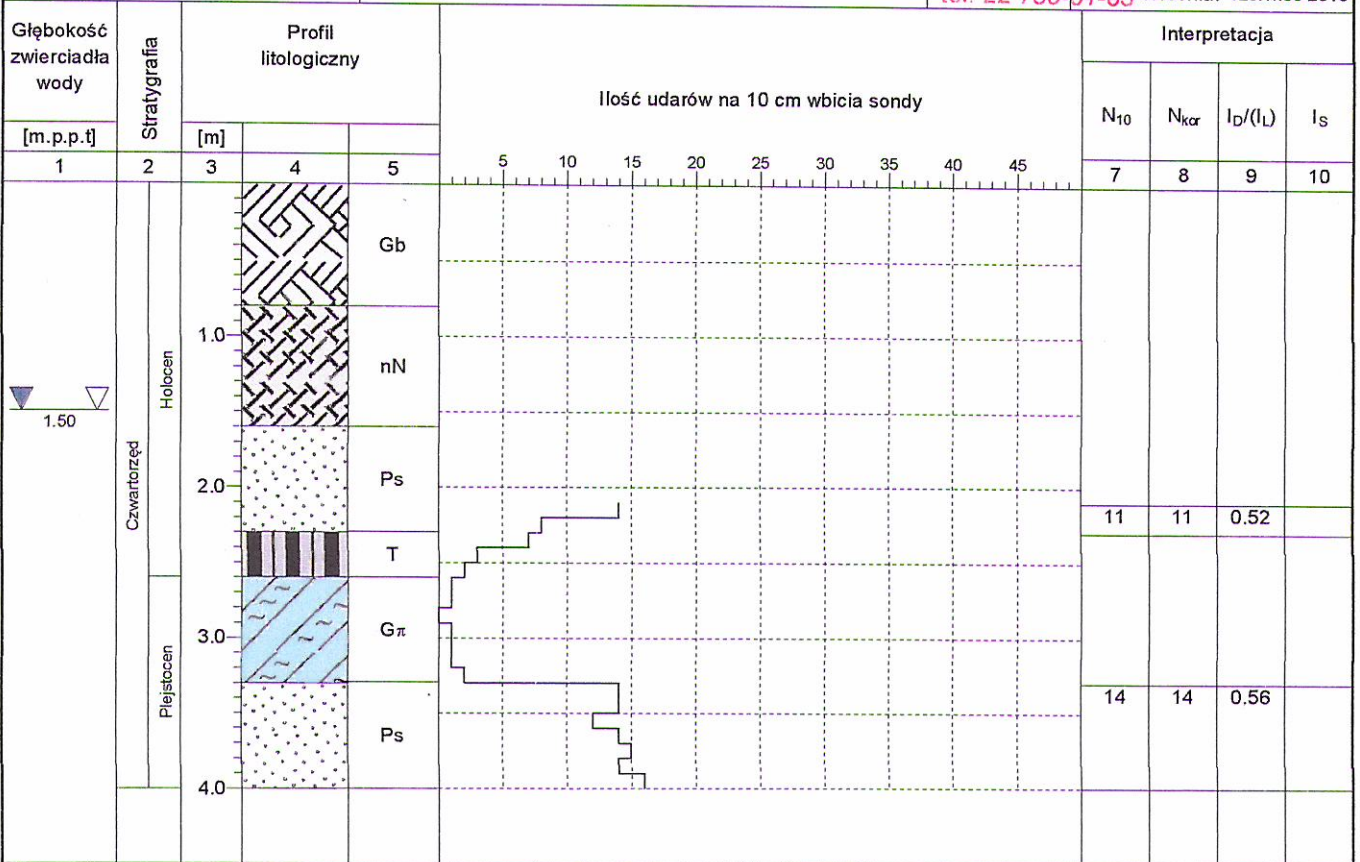 Głębokość
zwierciadła
wody
[m.p.p.t]
Stratygrafia
Profil
litologiczny
[m]
Ilość udarów na 10 cm wbicia sondy
Interpretacja
N10
Nkor
ID/(IL)
IS
1
2
3
4
5
5 10 15 20 25 30 35 40 45
7
8
9
10
1.50
Czwartorzęd
Holocen
Plejstocen
1.0
2.0
3.0
4.0
Gb
nN
Ps
T
Gπ
Ps
11 11 0.52
14 14 0.56